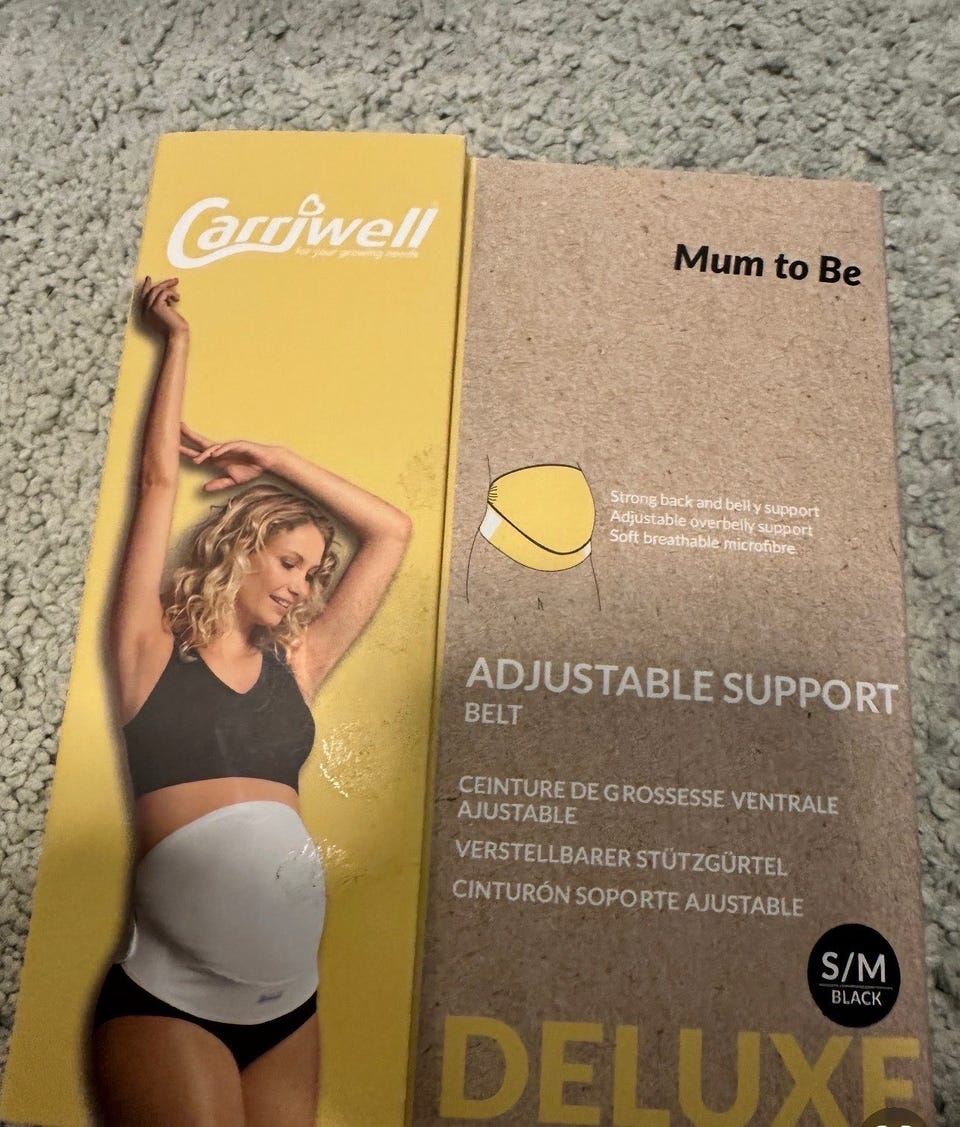 Carriwell
for your growing needs
Mum to Be
Strong back and belly support
Adjustable overbelly support
Soft breathable microfibre
ADJUSTABLE SUPPORT
BELT
CEINTURE DE GROSSESSE VENTRALE
AJUSTABLE
VERSTELLBARER STÜTZGÜRTEL
CINTURÓN SOPORTE AJUSTABLE
S/M
BLACK
DELUXE